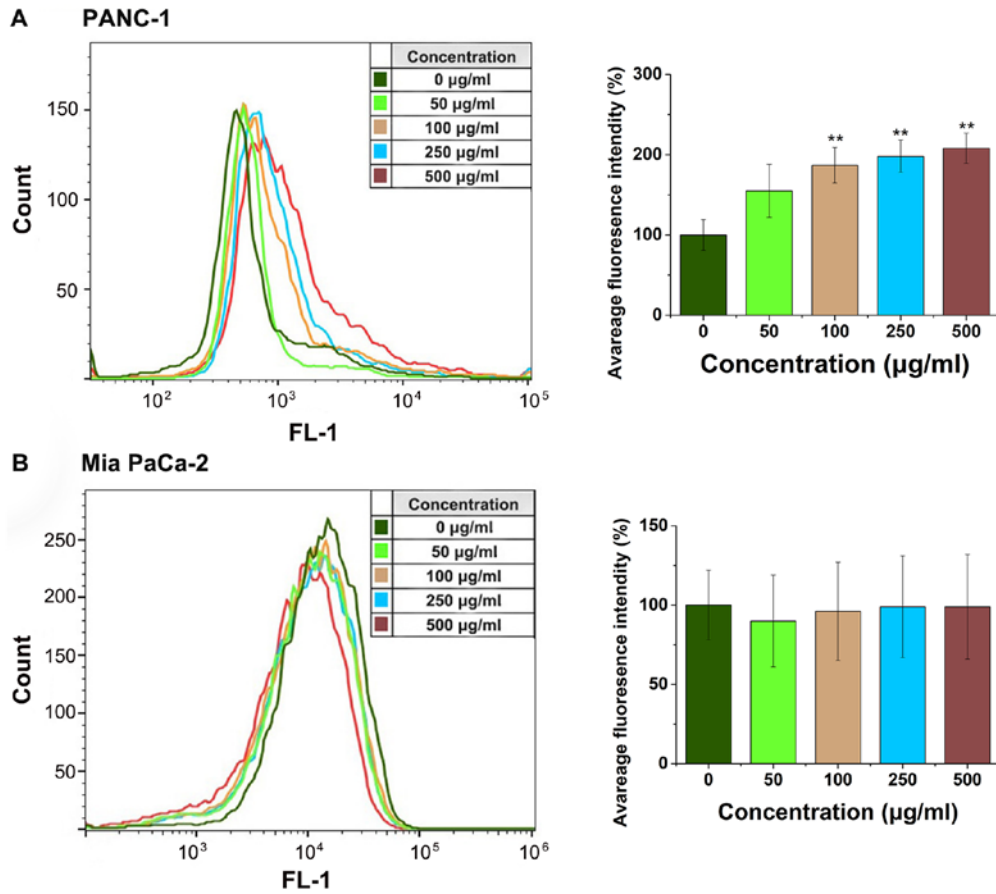 A PANC-1
Concentration
0 µg/ml
50 µg/ml
100 µg/ml
250 µg/ml
500 µg/ml
150
100
50
Count
10²
10³
10⁴
10⁵
FL-1
Avareage fluoresence intendity (%)
300
200
100
0
**
**
**
0 50 100 250 500
Concentration (µg/ml)
B Mia PaCa-2
Concentration
0 µg/ml
50 µg/ml
100 µg/ml
250 µg/ml
500 µg/ml
250
200
150
100
50
Count
10³
10⁴
10⁵
10⁶
FL-1
Avareage fluoresence intendity (%)
150
100
50
0
0 50 100 250 500
Concentration (µg/ml)